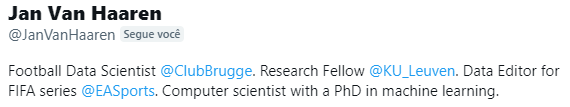 Jan Van Haaren
@JanVanHaaren Segue você
Football Data Scientist @ClubBrugge. Research Fellow @KU_Leuven. Data Editor for
FIFA series @EASports. Computer scientist with a PhD in machine learning.